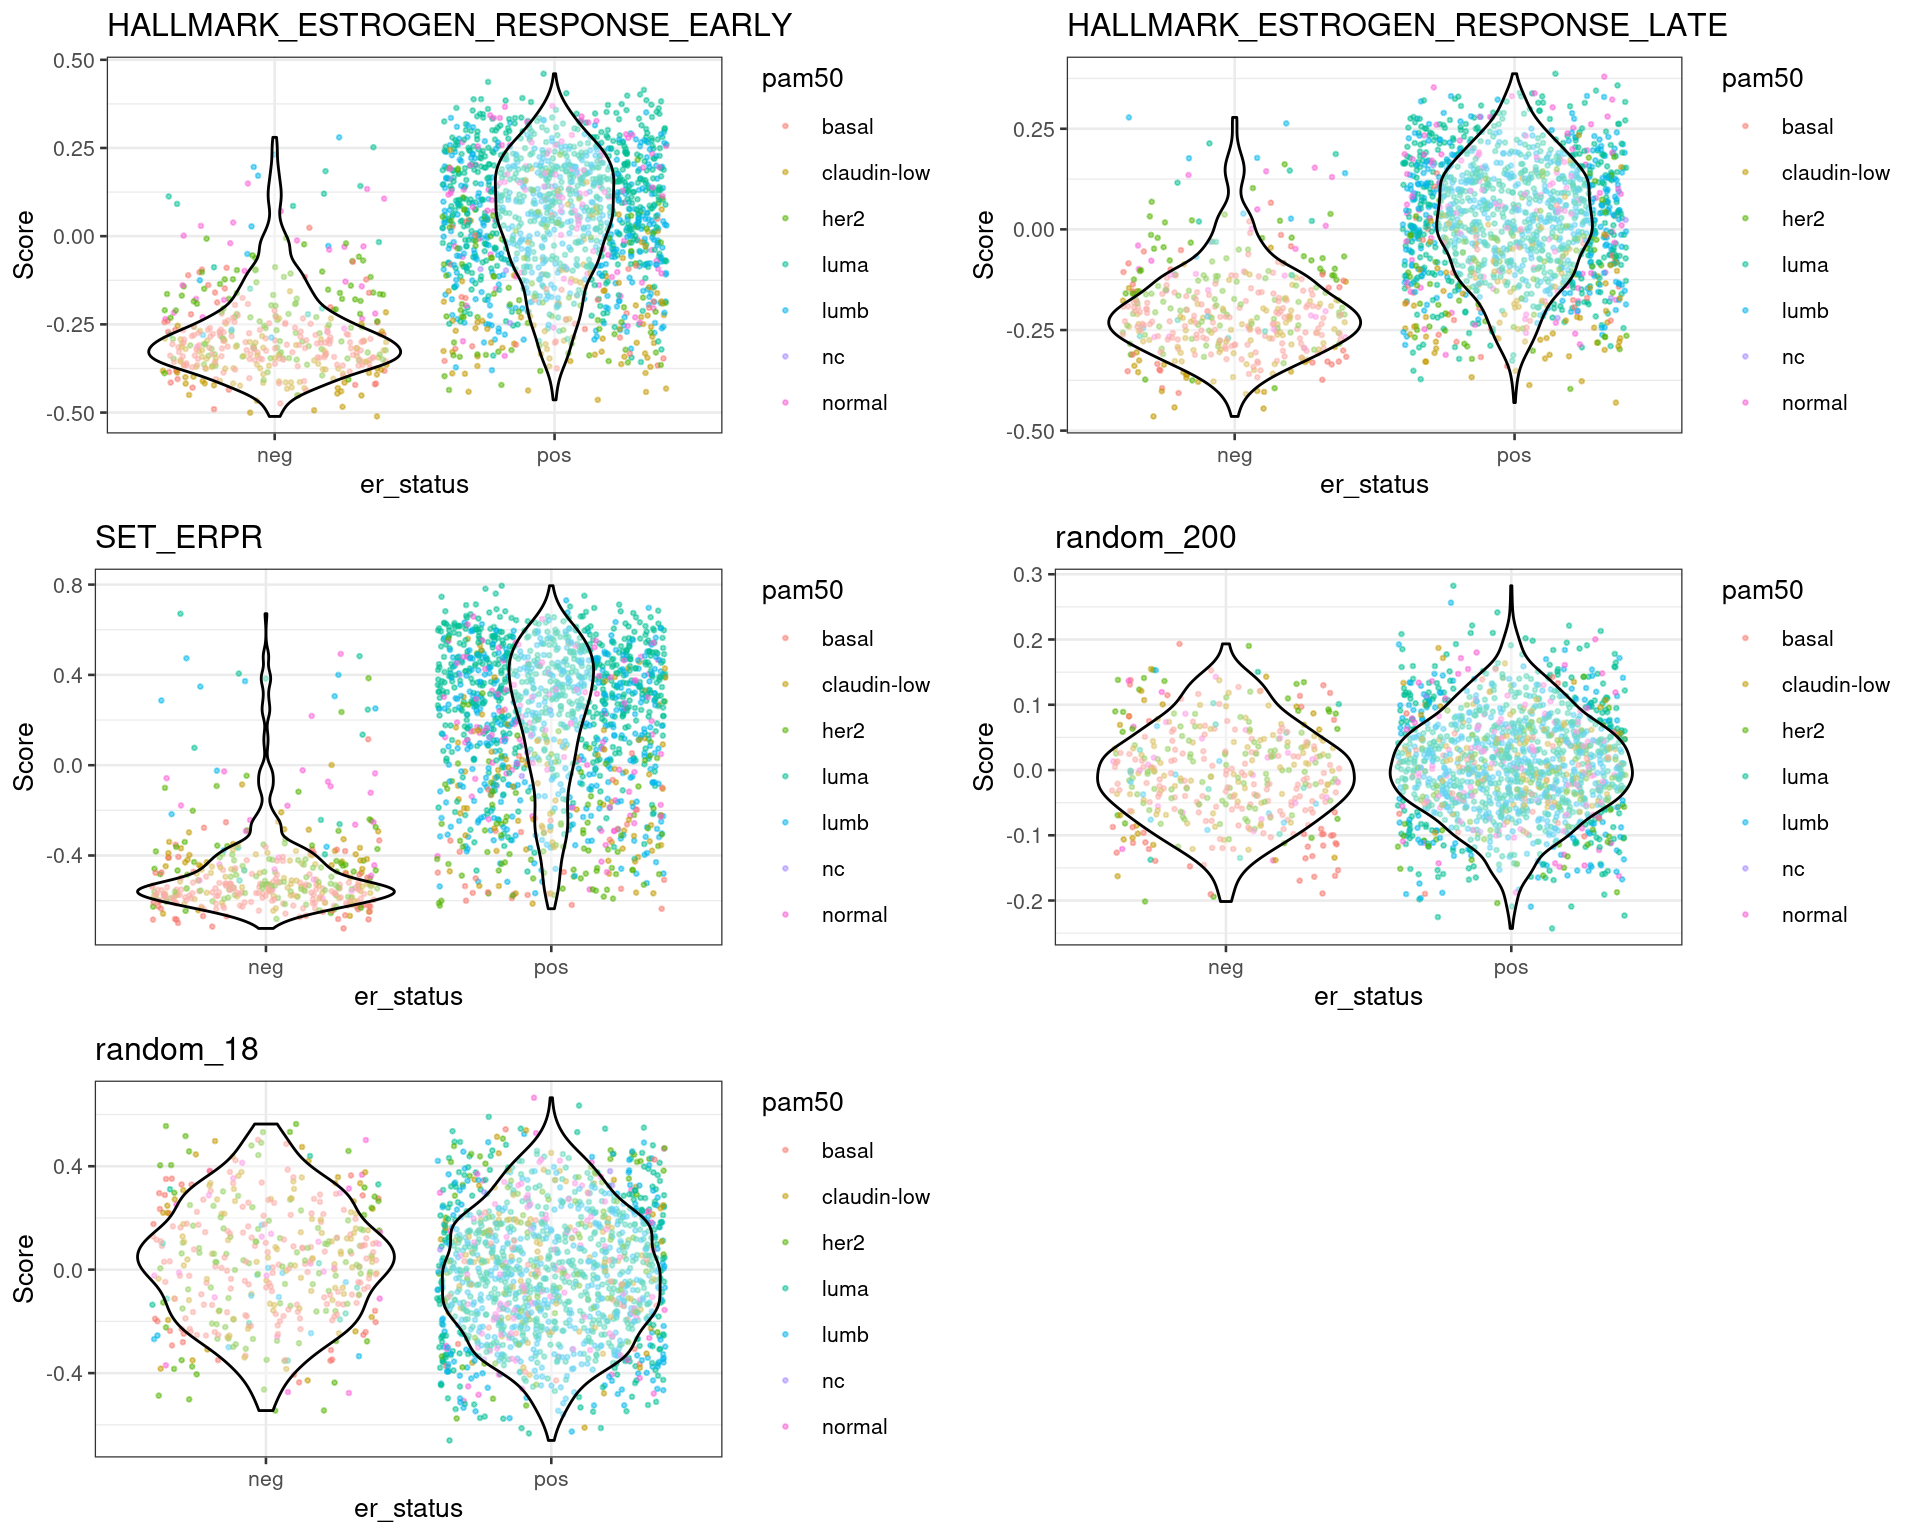 HALLMARK_ESTROGEN_RESPONSE_EARLY
Score
0.50
0.25
0.00
-0.25
-0.50
neg
pos
er_status
pam50
basal
claudin-low
her2
luma
lumb
nc
normal
HALLMARK_ESTROGEN_RESPONSE_LATE
Score
0.25
0.00
-0.25
-0.50
neg
pos
er_status
pam50
basal
claudin-low
her2
luma
lumb
nc
normal
SET_ERPR
Score
0.8
0.4
0.0
-0.4
neg
pos
er_status
pam50
basal
claudin-low
her2
luma
lumb
nc
normal
random_200
Score
0.3
0.2
0.1
0.0
-0.1
-0.2
neg
pos
er_status
pam50
basal
claudin-low
her2
luma
lumb
nc
normal
random_18
Score
0.4
0.0
-0.4
neg
pos
er_status
pam50
basal
claudin-low
her2
luma
lumb
nc
normal